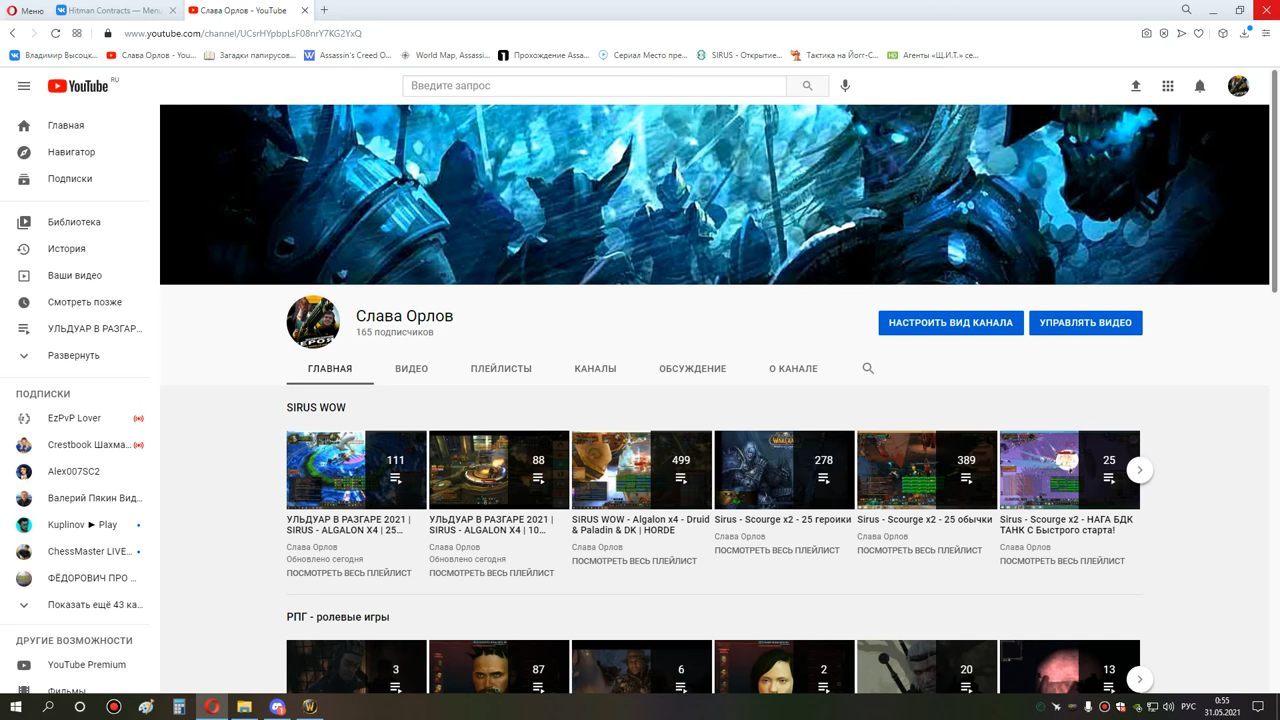 Меню
Hitman Contracts — Menu
Слава Орлов - YouTube
www.youtube.com/channel/UCsrHYpbpLsF08nrY7KG2YxQ
Владимир Высоцк...
Слава Орлов - You...
Загадки папирусов...
Assassin's Creed O...
World Map, Assassi...
Прохождение Assa...
Сериал Место пре...
SIRUS - Открытие...
Тактика на Йогг-С...
Агенты «Щ.И.Т.» се...
YouTube RU
Введите запрос
Главная
Навигатор
Подписки
Библиотека
История
Ваши видео
Смотреть позже
УЛЬДУАР В РАЗГАР...
Развернуть
ПОДПИСКИ
EzPvP Lover
Crestbook Шахма...
Alex007SC2
Валерий Пякин Вид...
Kuplinov ► Play
ChessMaster LIVE...
ФЁДОРОВИЧ ПРО ...
Показать ещё 43 ка...
ДРУГИЕ ВОЗМОЖНОСТИ
YouTube Premium
Фильмы
Слава Орлов
165 подписчиков
НАСТРОИТЬ ВИД КАНАЛА
УПРАВЛЯТЬ ВИДЕО
ГЛАВНАЯ
ВИДЕО
ПЛЕЙЛИСТЫ
КАНАЛЫ
ОБСУЖДЕНИЕ
О КАНАЛЕ
SIRUS WOW
111
88
499
278
389
25
УЛЬДУАР В РАЗГАРЕ 2021 |
SIRUS - ALGALON X4 | 25...
Слава Орлов
Обновлено сегодня
ПОСМОТРЕТЬ ВЕСЬ ПЛЕЙЛИСТ
УЛЬДУАР В РАЗГАРЕ 2021 |
SIRUS - ALGALON X4 | 10...
Слава Орлов
Обновлено сегодня
ПОСМОТРЕТЬ ВЕСЬ ПЛЕЙЛИСТ
SIRUS WOW - Algalon x4 - Druid
& Paladin & DK | HORDE
Слава Орлов
ПОСМОТРЕТЬ ВЕСЬ ПЛЕЙЛИСТ
Sirus - Scourge x2 - 25 героики
Слава Орлов
ПОСМОТРЕТЬ ВЕСЬ ПЛЕЙЛИСТ
Sirus - Scourge x2 - 25 обычки
Слава Орлов
ПОСМОТРЕТЬ ВЕСЬ ПЛЕЙЛИСТ
Sirus - Scourge x2 - НАГА БДК
ТАНК С Быстрого старта!
Слава Орлов
ПОСМОТРЕТЬ ВЕСЬ ПЛЕЙЛИСТ
РПГ - ролевые игры
3
87
6
2
20
13
РУС
0:55
31.05.2021